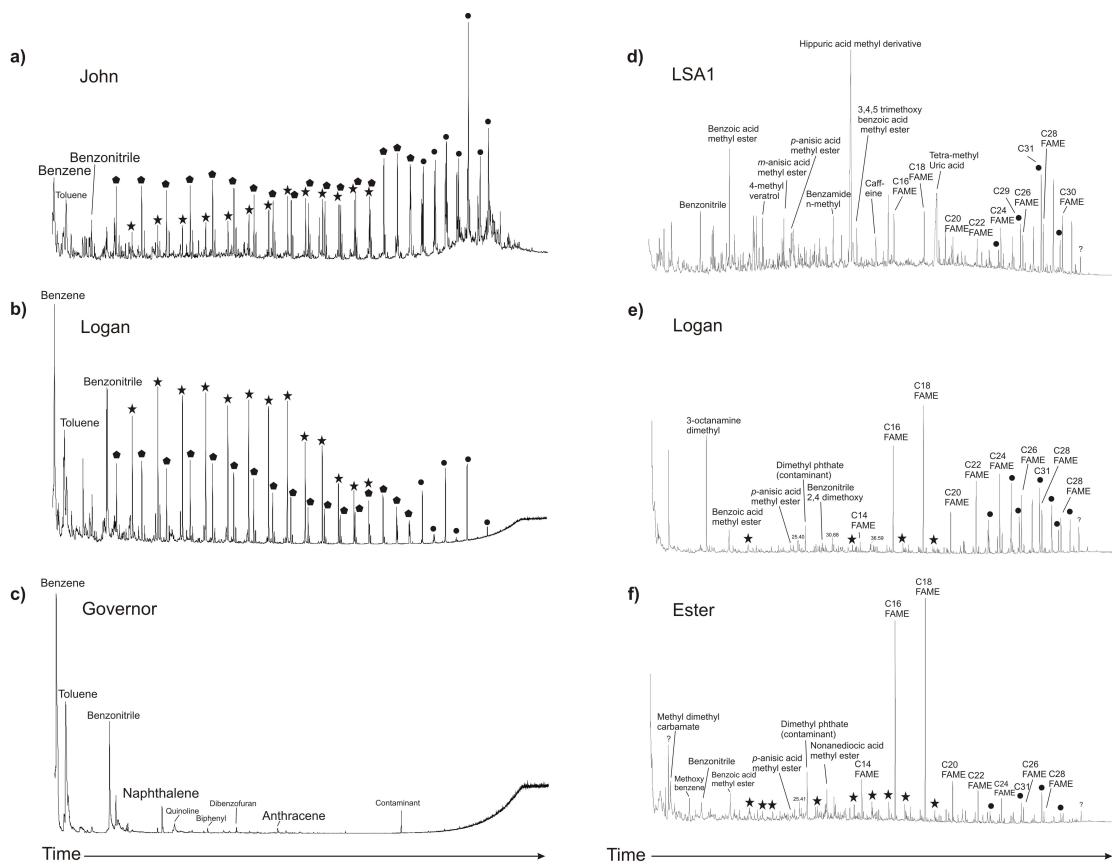 a)
John
Benzonitrile
Benzene
Toluene
b)
Benzene
Logan
Benzonitrile
Toluene
c)
Benzene
Governor
Toluene
Benzonitrile
Naphthalene
Quinoline
Biphenyl
Dibenzofuran
Anthracene
Contaminant
Time
d)
LSA1
Hippuric acid methyl derivative
Benzoic acid
methyl ester
Benzonitrile
4-methyl
veratrol
m-anisic acid
methyl ester
p-anisic acid
methyl ester
Benzamide
n-methyl
3,4,5 trimethoxy
benzoic acid
methyl ester
Caff-
eine
C16
FAME
C18
FAME
Tetra-methyl
Uric acid
C20
FAME
C22
FAME
C24
FAME
C29
C26
FAME
C31
C28
FAME
C30
FAME
?
e)
Logan
3-octanamine
dimethyl
Benzoic acid
methyl ester
p-anisic acid
methyl ester
25.40
Dimethyl phthate
(contaminant)
Benzonitrile
2,4 dimethoxy
30.88
C14
FAME
36.59
C16
FAME
C18
FAME
C20
FAME
C22
FAME
C24
FAME
C26
FAME
C31
C28
FAME
C28
FAME
?
f)
Ester
Methyl dimethyl
carbamate
?
Methoxy
benzene
Benzonitrile
Benzoic acid
methyl ester
p-anisic acid
methyl ester
25.41
Dimethyl phthate
(contaminant)
Nonanediocic acid
methyl ester
C14
FAME
C16
FAME
C18
FAME
C20
FAME
C22
FAME
C24
FAME
C31
C26
FAME
C28
FAME
?
Time